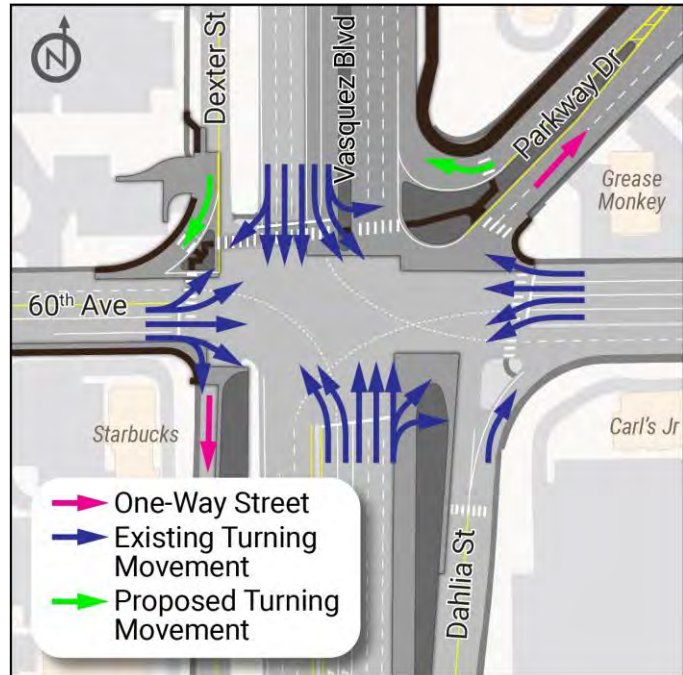 N
Dexter St
Vasquez Blvd
Parkway Dr
Grease
Monkey
60th Ave
Starbucks
Carl's Jr
Dahlia St
One-Way Street
Existing Turning
Movement
Proposed Turning
Movement